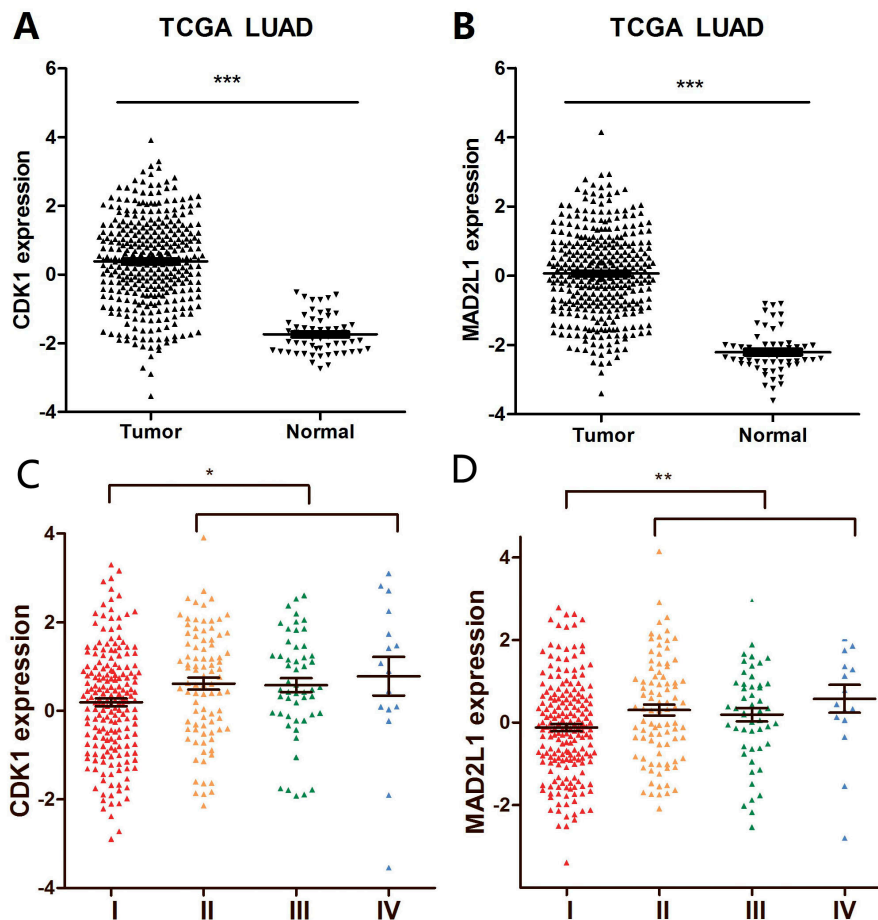 A
TCGA LUAD
CDK1 expression
6
4
2
0
-2
-4
***
Tumor
Normal
B
TCGA LUAD
MAD2L1 expression
6
4
2
0
-2
-4
***
Tumor
Normal
C
CDK1 expression
4
2
0
-2
-4
*
I
II
III
IV
D
MAD2L1 expression
4
2
0
-2
**
I
II
III
IV